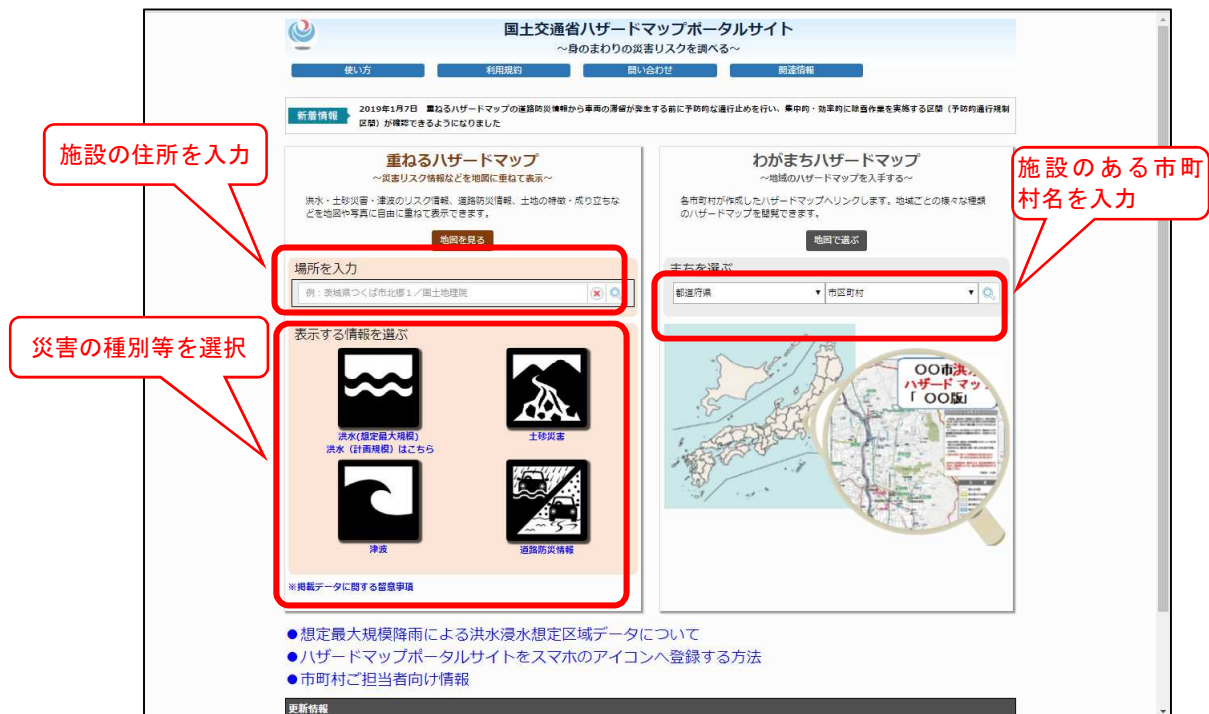 国土交通省ハザードマップポータルサイト
～身のまわりの災害リスクを調べる～
使い方
利用規約
問い合わせ
関連情報
新着情報
2019年1月7日 重ねるハザードマップの道路防災情報から車両の滞留が発生する前に予防的な通行止めを行い、集中的・効率的に除雪作業を実施する区間（予防的通行規制
区間）が確認できるようになりました
施設の住所を入力
重ねるハザードマップ
～災害リスク情報などを地図に重ねて表示～
洪水・土砂災害・津波のリスク情報、道路防災情報、土地の特徴・成り立ちな
どを地図や写真に自由に重ねて表示できます。
地図を見る
場所を入力
例：茨城県つくば市北郷１／国土地理院
災害の種別等を選択
表示する情報を選ぶ
洪水(想定最大規模)
洪水（計画規模）はこちら
土砂災害
津波
道路防災情報
※掲載データに関する留意事項
わがまちハザードマップ
～地域のハザードマップを入手する～
各市町村が作成したハザードマップへリンクします。地域ごとの様々な種類
のハザードマップを閲覧できます。
地図で選ぶ
施設のある市町
村名を入力
まちを選ぶ
都道府県
市区町村
〇〇市洪水
ハザードマッ
「 〇〇版」
●想定最大規模降雨による洪水浸水想定区域データについて
●ハザードマップポータルサイトをスマホのアイコンへ登録する方法
●市町村ご担当者向け情報
更新情報